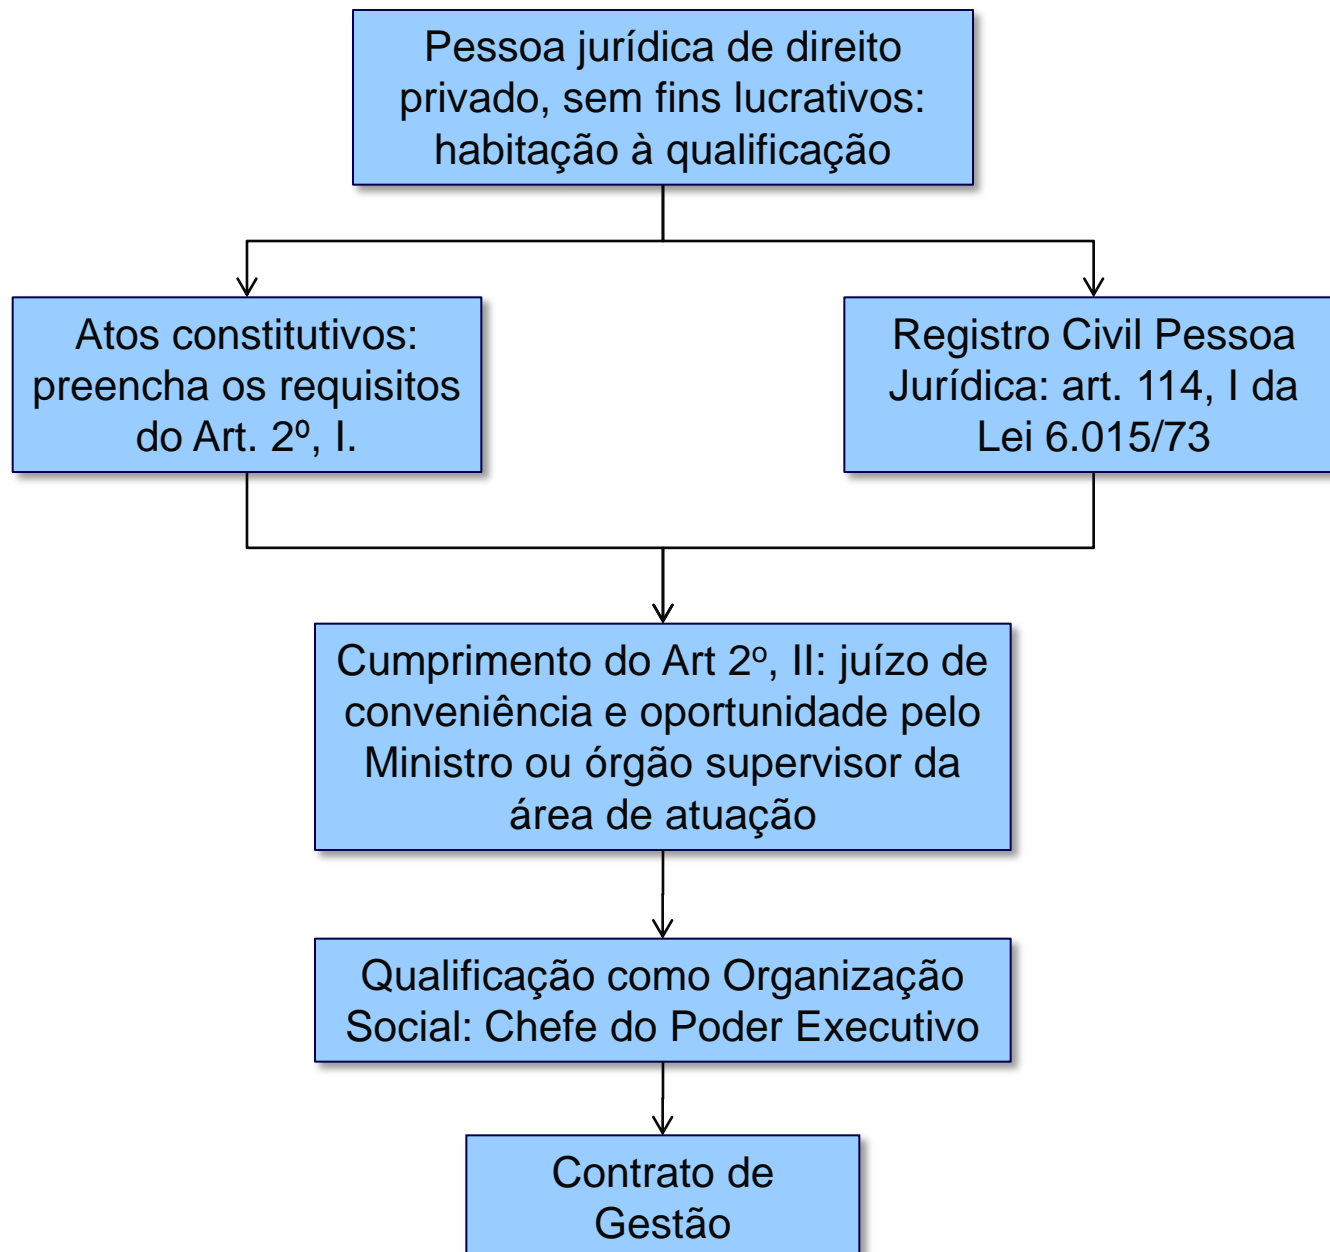 Pessoa jurídica de direito
privado, sem fins lucrativos:
habitação à qualificação
Atos constitutivos:
preencha os requisitos
do Art. 2º, I.
Registro Civil Pessoa
Jurídica: art. 114, I da
Lei 6.015/73
Cumprimento do Art 2º, II: juízo de
conveniência e oportunidade pelo
Ministro ou órgão supervisor da
área de atuação
Qualificação como Organização
Social: Chefe do Poder Executivo
Contrato de
Gestão